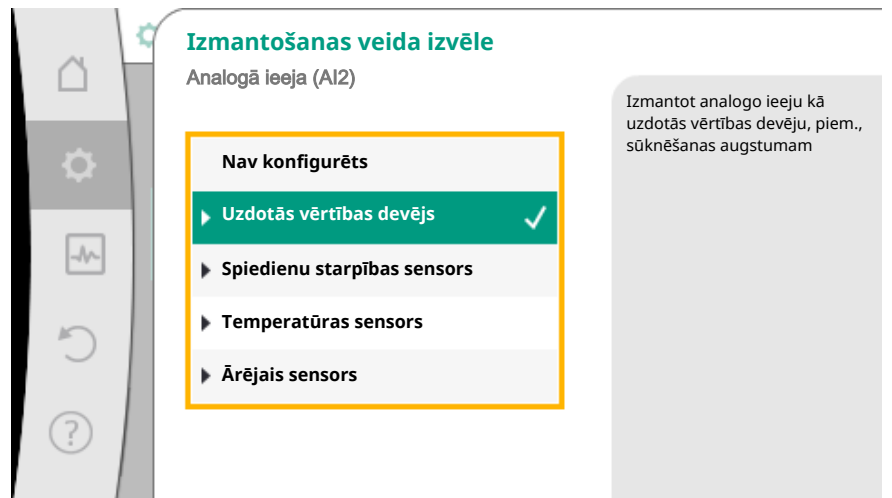 Izmantošanas veida izvēle
Analogā ieeja (AI2)
Nav konfigurēts
Uzdotās vērtības devējs
Spiedienu starpības sensors
Temperatūras sensors
Ārējais sensors
Izmantot analogo ieeju kā
uzdotās vērtības devēju, piem.,
sūknēšanas augstumam